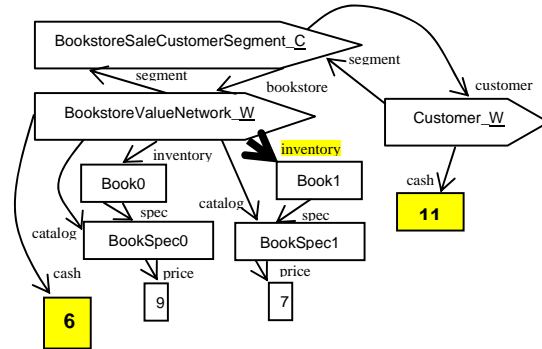 BookstoreSaleCustomerSegment_C
segment
bookstore
segment
customer
BookstoreValueNetwork_W
Customer_W
inventory
inventory
Book0
Book1
cash
11
spec
catalog
spec
catalog
BookSpec0
BookSpec1
cash
price
price
6
9
7